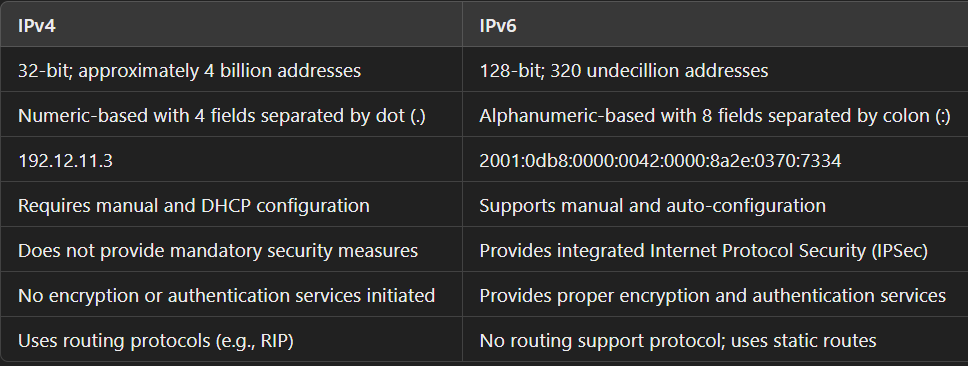 IPv4 IPv6
32-bit; approximately 4 billion addresses 128-bit; 320 undecillion addresses
Numeric-based with 4 fields separated by dot (.) Alphanumeric-based with 8 fields separated by colon (:)
192.12.11.3 2001:0db8:0000:0042:0000:8a2e:0370:7334
Requires manual and DHCP configuration Supports manual and auto-configuration
Does not provide mandatory security measures Provides integrated Internet Protocol Security (IPSec)
No encryption or authentication services initiated Provides proper encryption and authentication services
Uses routing protocols (e.g., RIP) No routing support protocol; uses static routes